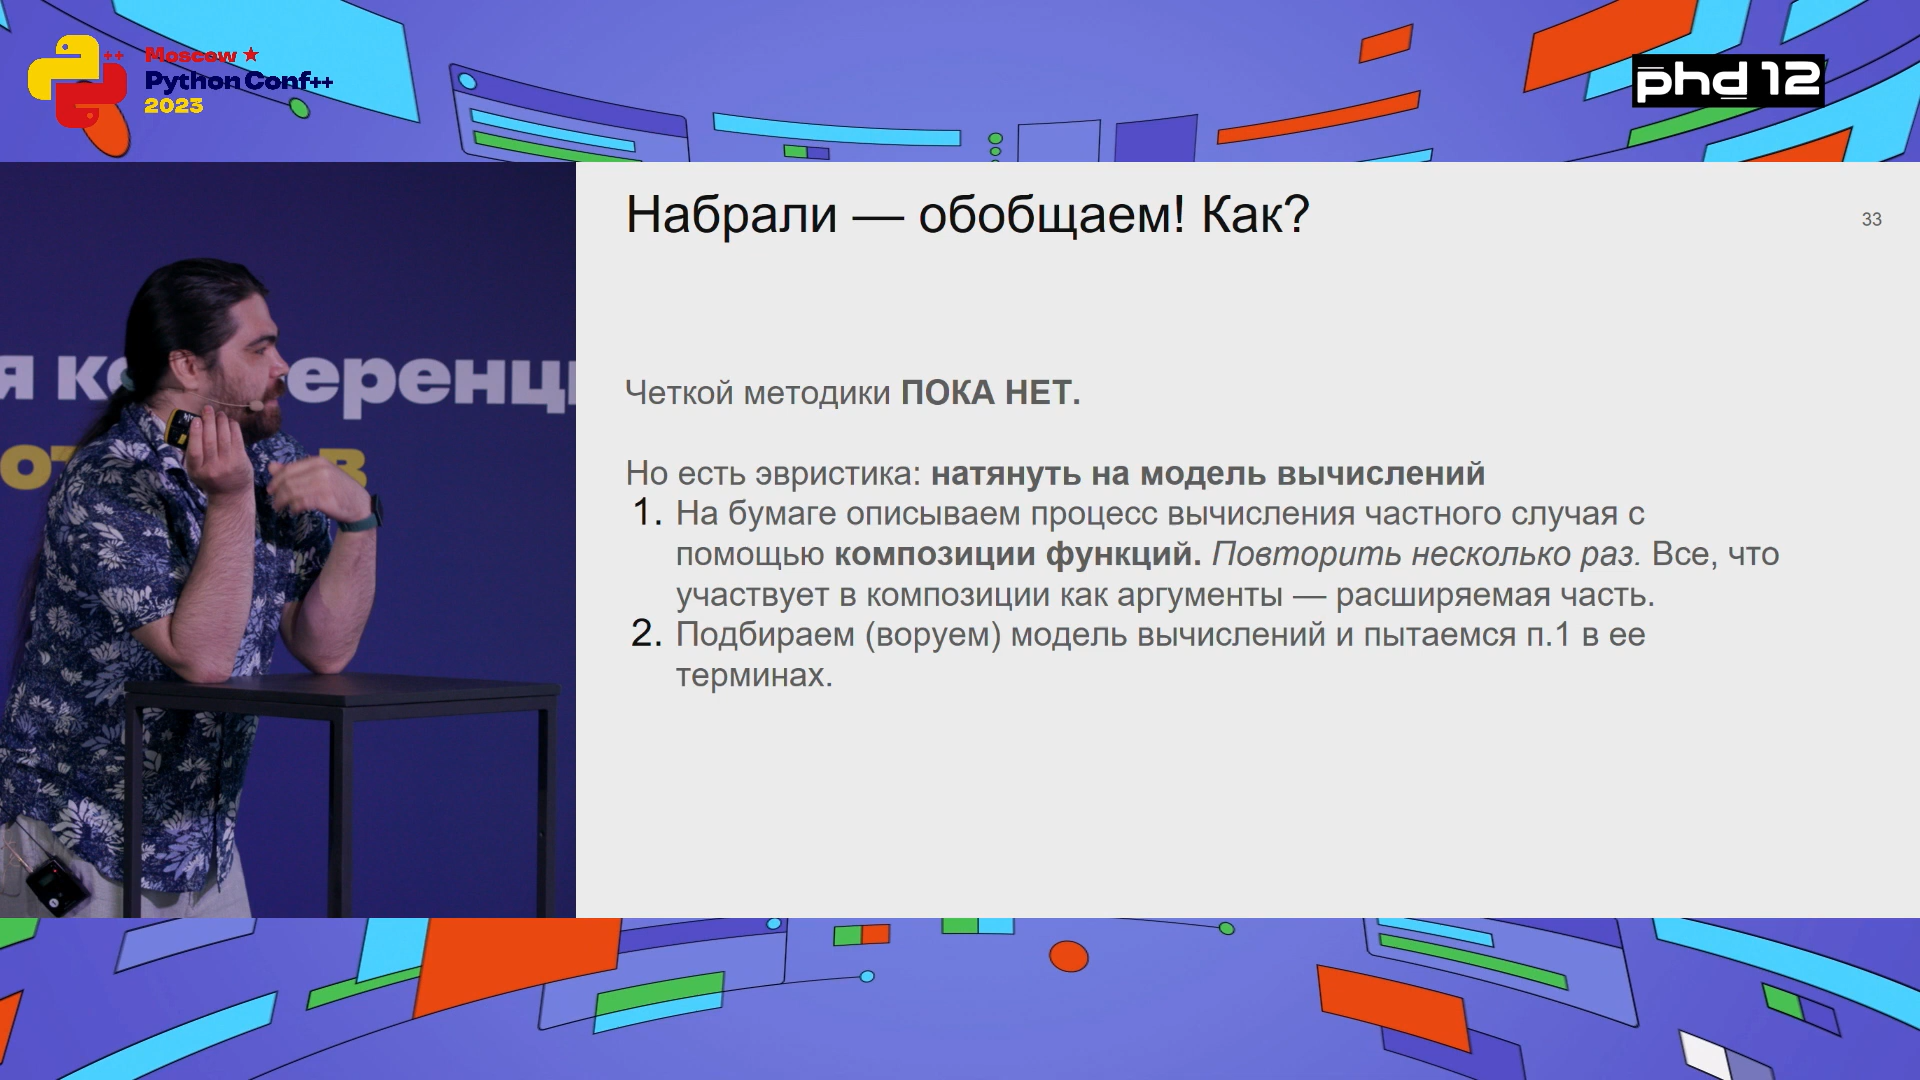 ++ Moscow ★
Python Conf++
2023
phd 12
Набрали — обобщаем! Как?
33
Четкой методики ПОКА НЕТ.
Но есть эвристика: натянуть на модель вычислений
1. На бумаге описываем процесс вычисления частного случая с
помощью композиции функций. Повторить несколько раз. Все, что
участвует в композиции как аргументы — расширяемая часть.
2. Подбираем (воруем) модель вычислений и пытаемся п.1 в ее
терминах.
я к
еренц
от
в